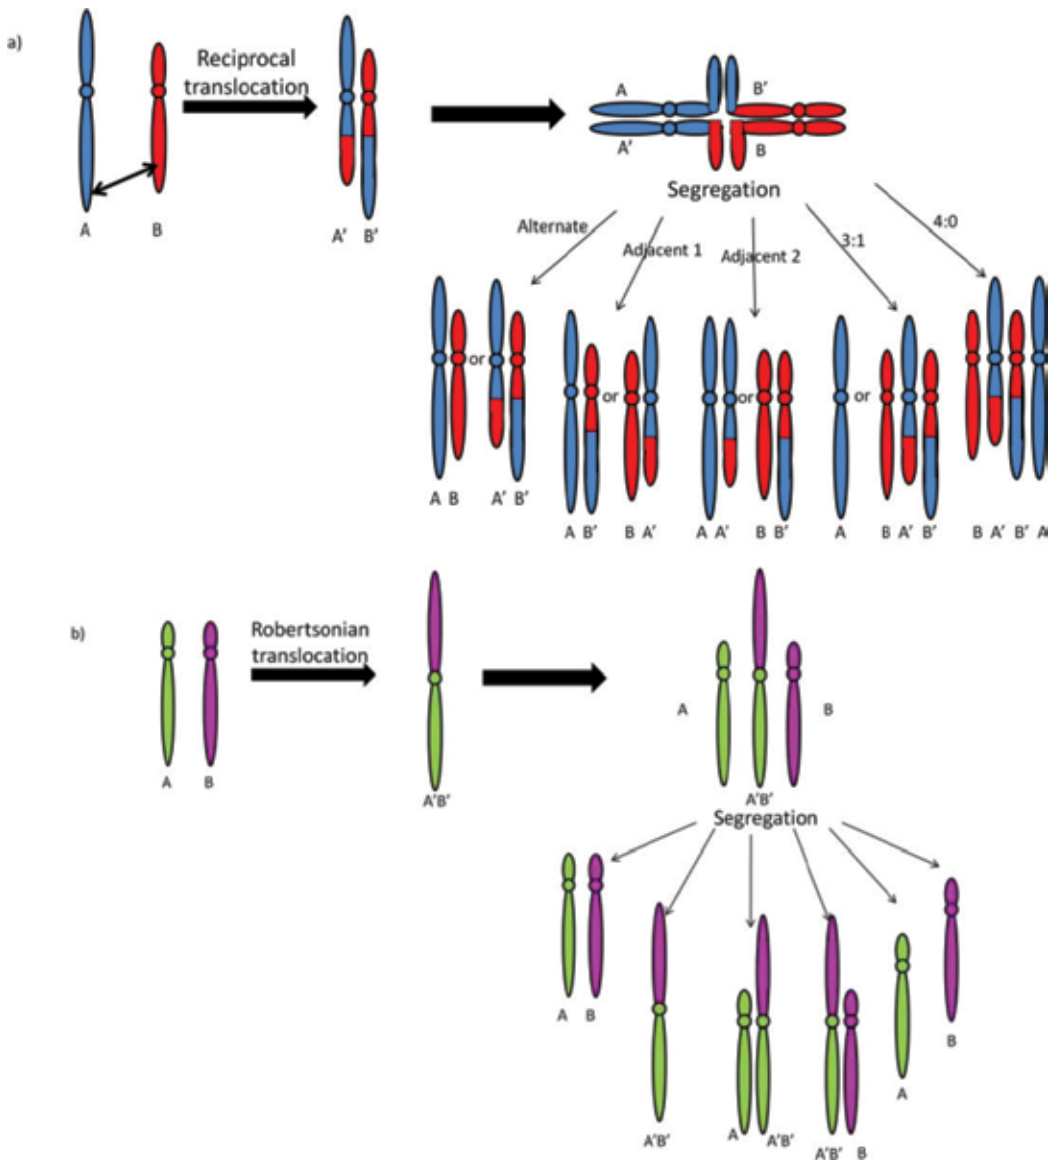 a)
Reciprocal
translocation
A
B
A'
B'
A
B'
A'
B
Segregation
Alternate
Adjacent 1
Adjacent 2
3:1
4:0
or
or
or
or
A B
A' B'
A B'
B A'
A A'
B B'
A
B A' B'
B A' B'
b)
Robertsonian
translocation
A
B
A'B'
A
B
A'B'
Segregation
A B
A'B'
A A'B'
A'B' B
A
B